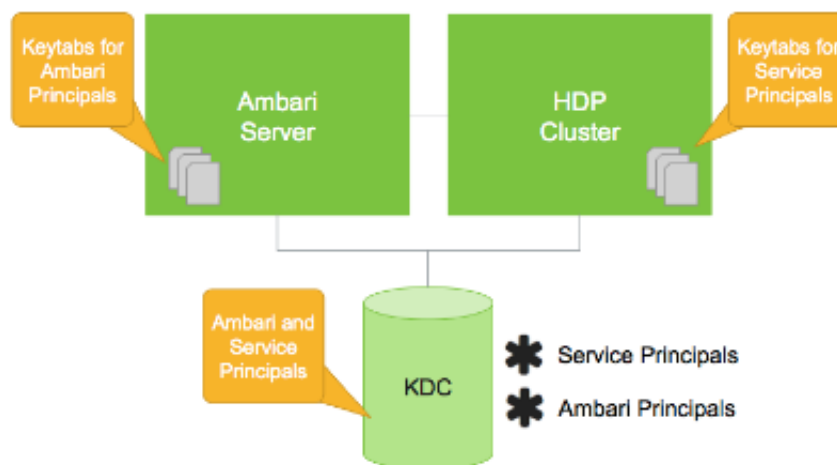 Keytabs for
Ambari
Principals
Ambari
Server
HDP
Cluster
Keytabs for
Service
Principals
Ambari and
Service
Principals
KDC
Service Principals
Ambari Principals